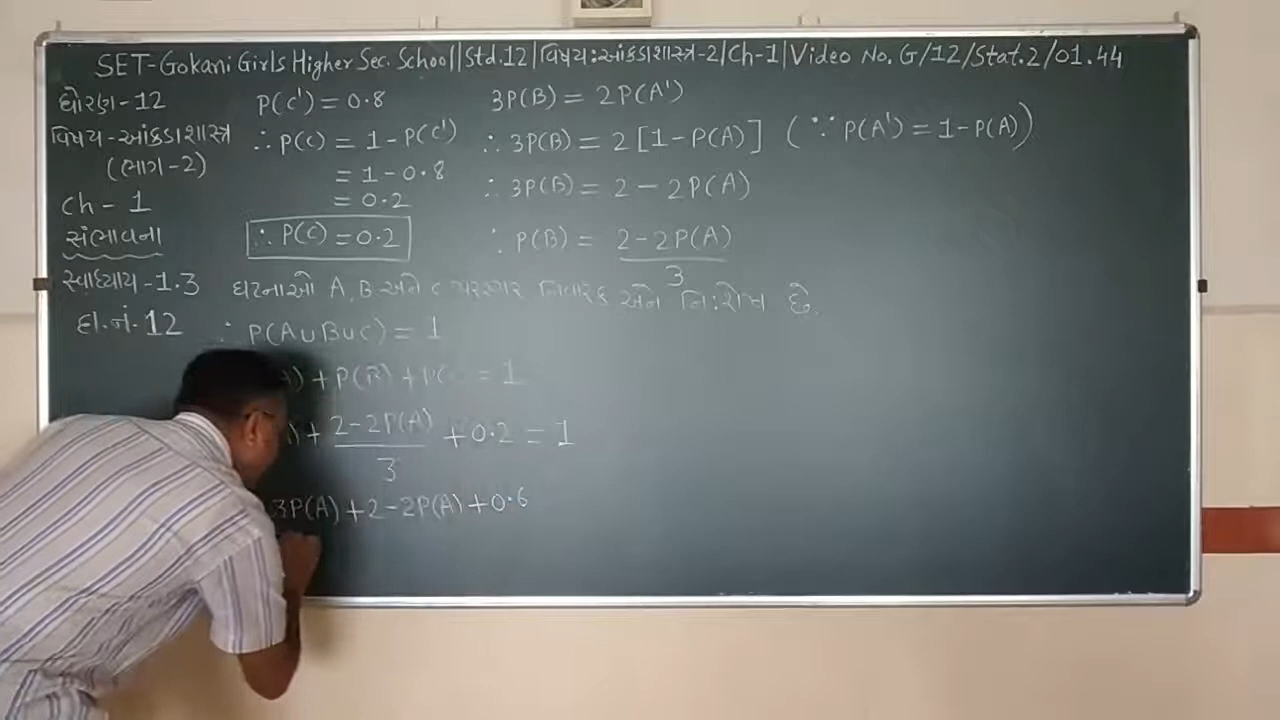 SET-Gokani Girls Higher Sec. School||Std.12|વિષય:આંકડાશાસ્ત્ર-2|Ch-1|Video No. G/12/Stat.2/01.44
ધોરણ-12
વિષય-આંકડાશાસ્ત્ર
(ભાગ-2)
Ch-1
સંભાવના
સ્વાધ્યાય-1.3
દા.નં.12
P(C') = 0.8
∴ P(C) = 1 - P(C')
= 1 - 0.8
= 0.2
∴ P(C) = 0.2
3P(B) = 2P(A')
∴ 3P(B) = 2[1-P(A)] (∵ P(A') = 1-P(A))
∴ 3P(B) = 2 - 2P(A)
∴ P(B) = 2-2P(A)
3
ઘટનાઓ A, B અને C પરસ્પર નિવારક અને નિ:શેષ છે.
∴ P(A∪B∪C) = 1
) + P(B) + P(C = 1
) + 2-2P(A) + 0.2 = 1
3
3P(A) + 2 - 2P(A) + 0.6